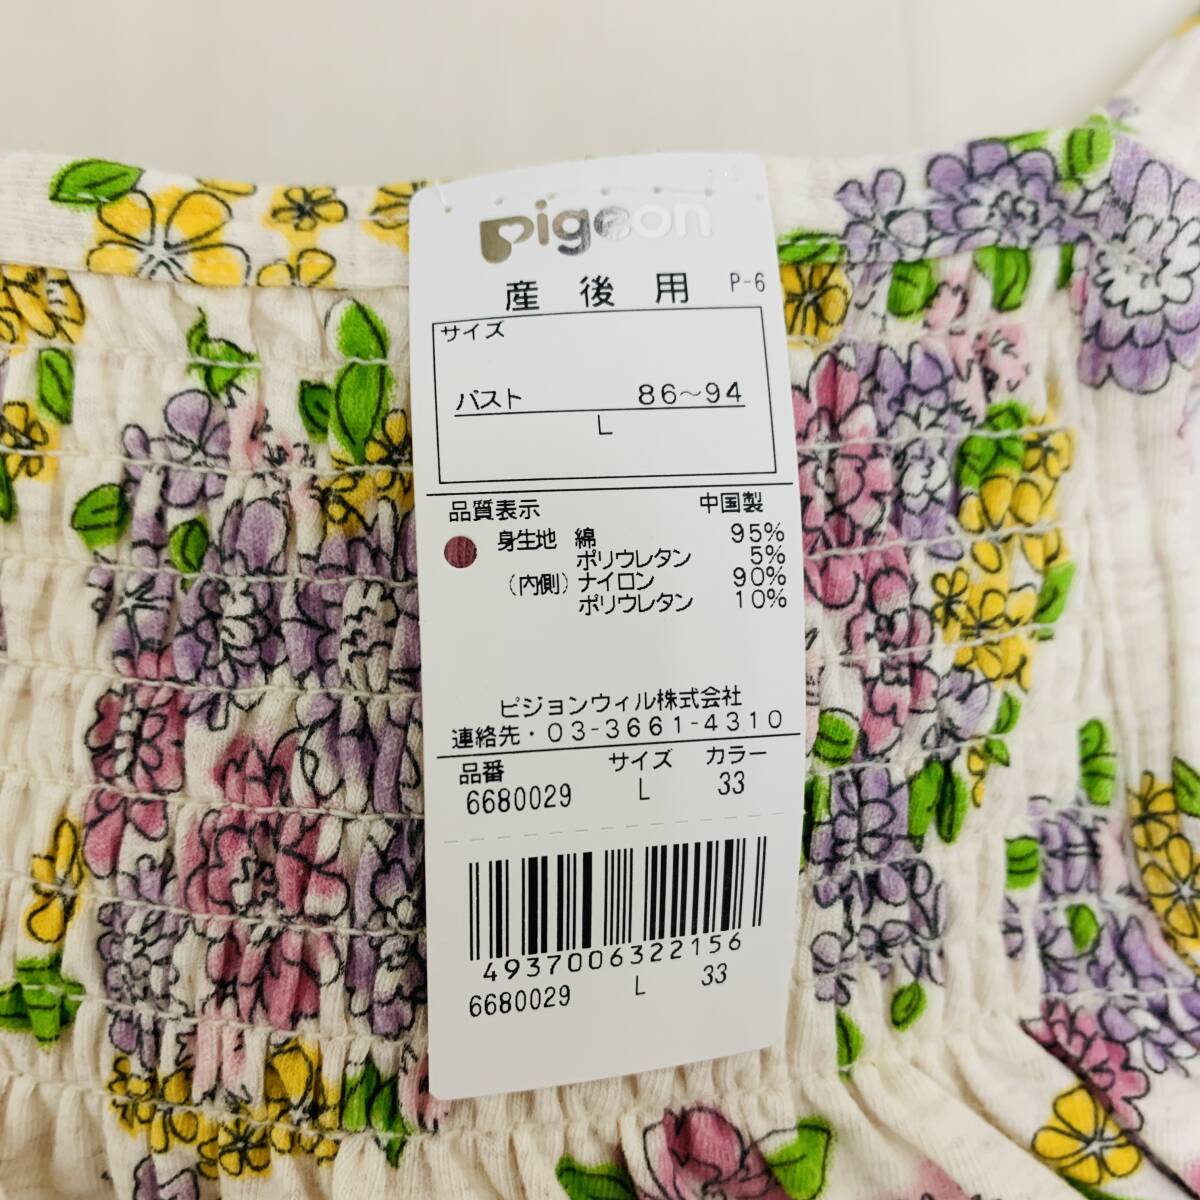 pigeon
産後用 P-6
サイズ
バスト 86～94
L
品質表示 中国製
身生地 綿 95%
ポリウレタン 5%
(内側) ナイロン 90%
ポリウレタン 10%
ピジョンウィル株式会社
連絡先・03-3661-4310
品番 サイズ カラー
6680029 L 33
4937006322156
6680029 L 33